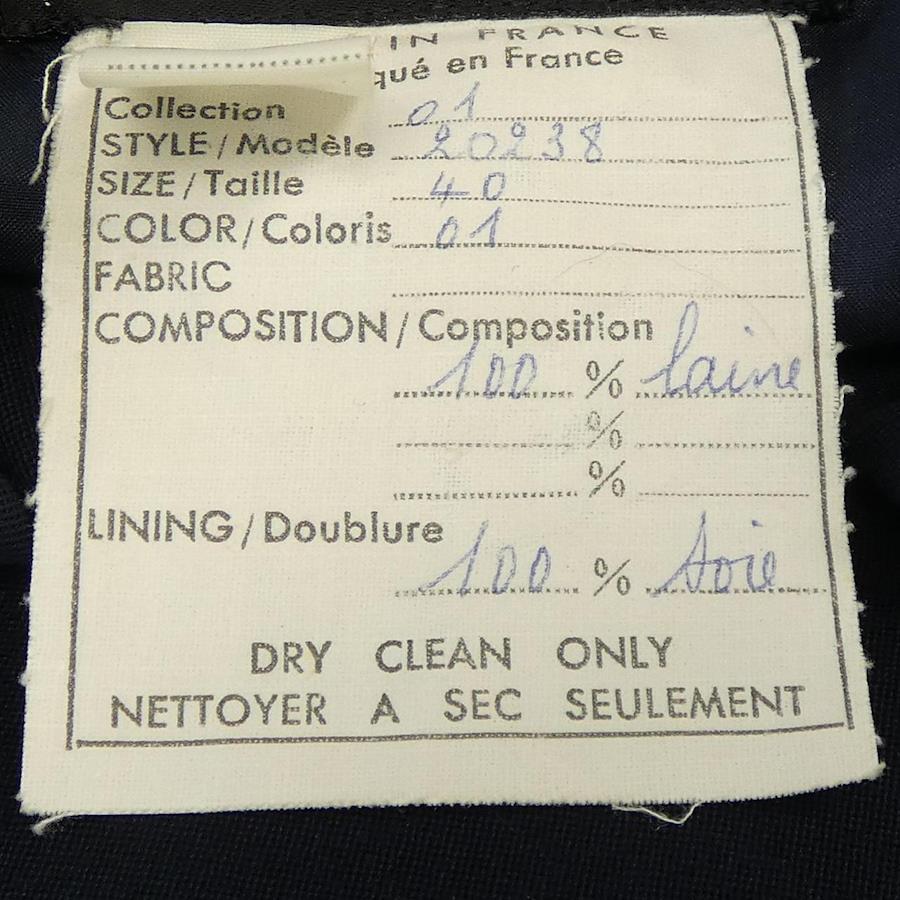 IN FRANCE
qué en France
Collection 01
STYLE/Modèle 20238
SIZE/Taille 40
COLOR/Coloris 01
FABRIC
COMPOSITION/Composition
100 % laine
%
%
LINING/Doublure
100 % soie
DRY CLEAN ONLY
NETTOYER A SEC SEULEMENT